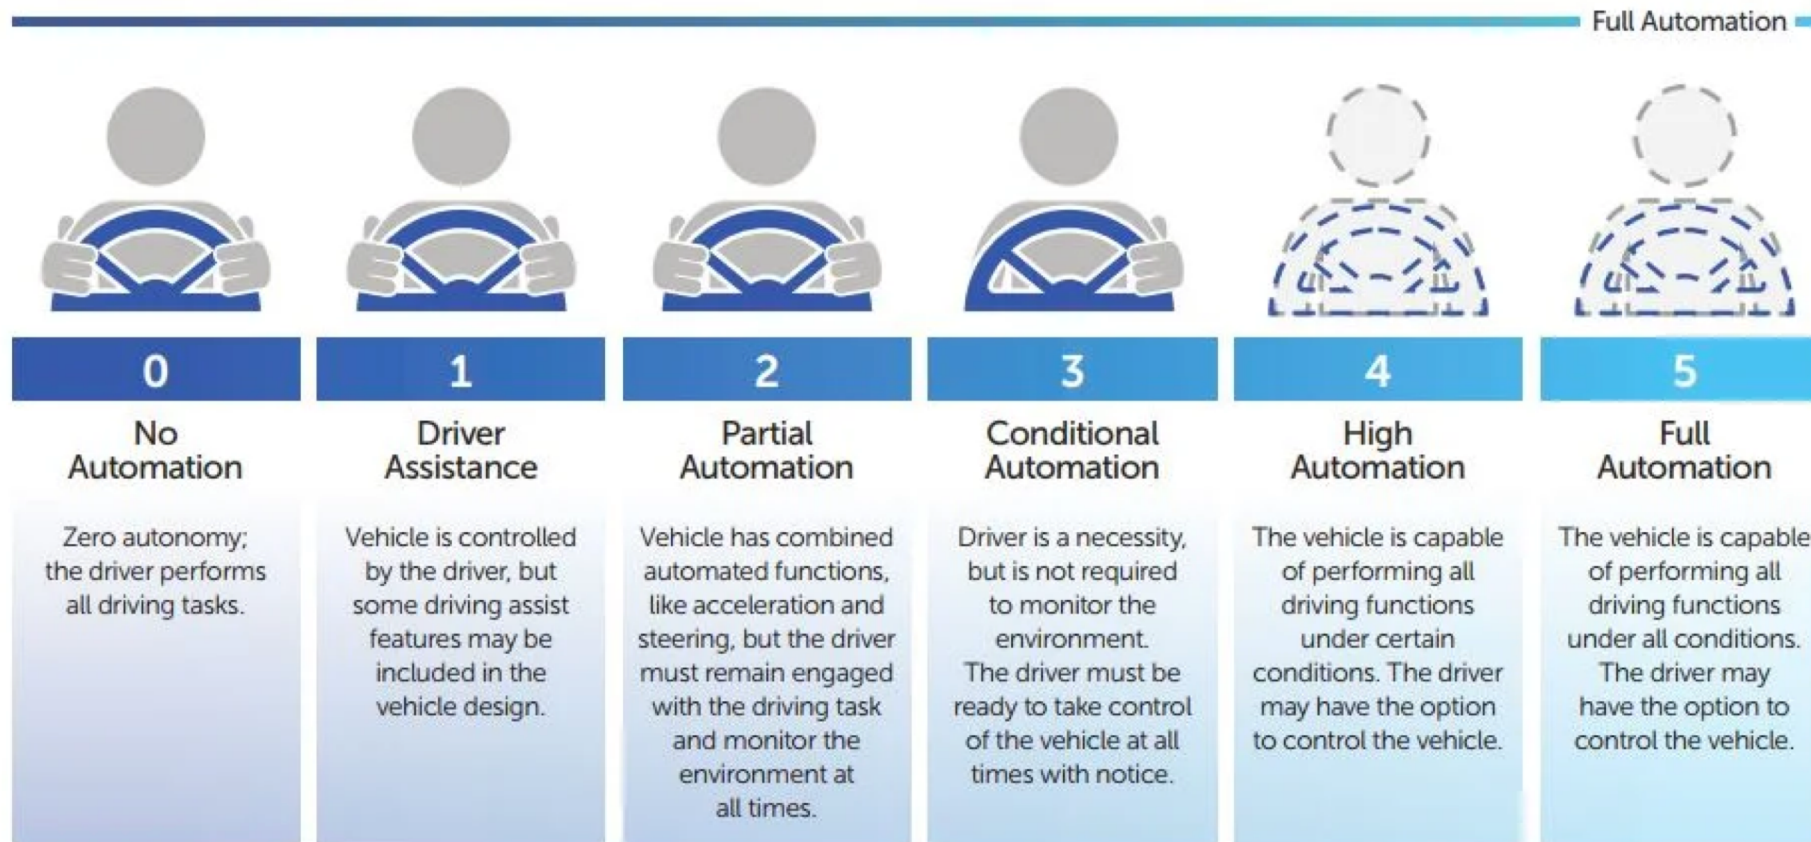 Full Automation
0
No
Automation
Zero autonomy;
the driver performs
all driving tasks.
1
Driver
Assistance
Vehicle is controlled
by the driver, but
some driving assist
features may be
included in the
vehicle design.
2
Partial
Automation
Vehicle has combined
automated functions,
like acceleration and
steering, but the driver
must remain engaged
with the driving task
and monitor the
environment at
all times.
3
Conditional
Automation
Driver is a necessity,
but is not required
to monitor the
environment.
The driver must be
ready to take control
of the vehicle at all
times with notice.
4
High
Automation
The vehicle is capable
of performing all
driving functions
under certain
conditions. The driver
may have the option
to control the vehicle.
5
Full
Automation
The vehicle is capable
of performing all
driving functions
under all conditions.
The driver may
have the option to
control the vehicle.